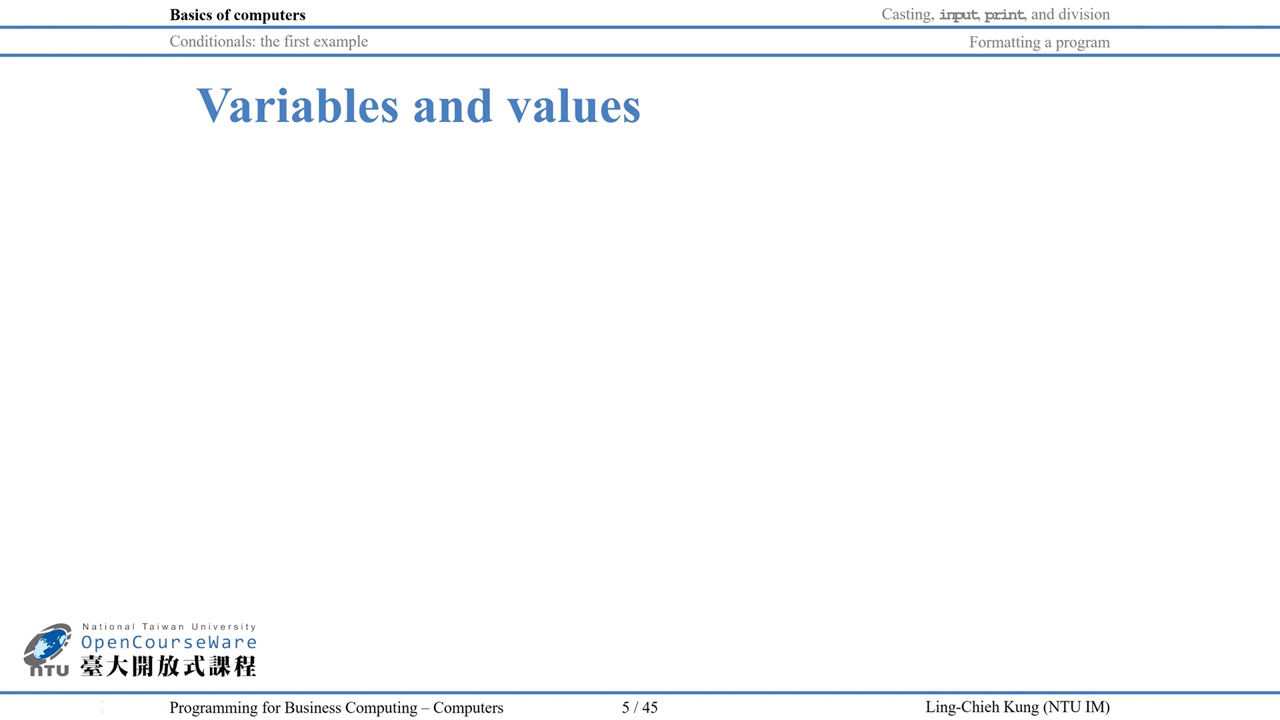 Basics of computers
Casting, input, print, and division
Conditionals: the first example
Formatting a program
Variables and values
National Taiwan University
OpenCourseWare
臺大開放式課程
NTU
Programming for Business Computing – Computers
5 / 45
Ling-Chieh Kung (NTU IM)